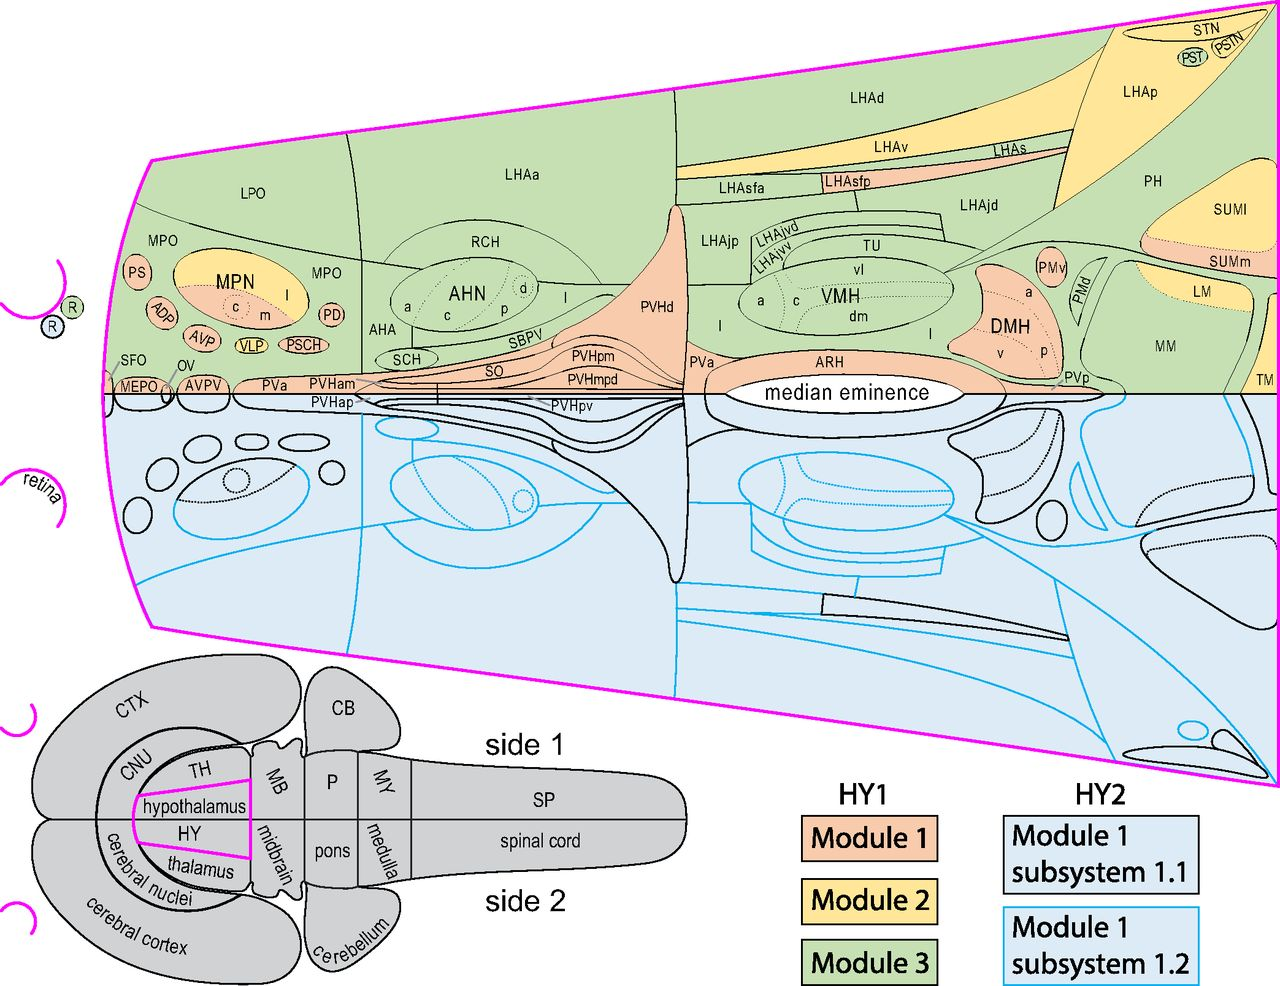 STN
PSTN
PST
LHAd
LHAp
LHAv
LHAs
LHAa
LHAsfa
LHAsfp
PH
LPO
LHAjd
SUMl
MPO
RCH
LHAjp
LHAjvd
LHAjvv
TU
SUMm
PS
MPN
MPO
l
c
m
AHN
a
c
p
d
l
PVHd
VMH
vl
a
c
dm
l
l
PMv
PMd
DMH
a
v
p
LM
MM
TM
R
R
ADP
AVP
VLP
PSCH
PD
AHA
SCH
SBPV
SFO
OV
MEPO
AVPV
PVa
PVHam
SO
PVHpm
PVHmpd
PVa
ARH
PVp
PVHap
PVHpv
median eminence
retina
CTX
CNU
TH
hypothalamus
HY
thalamus
cerebral nuclei
cerebral cortex
MB
midbrain
CB
P
pons
MY
medulla
cerebellum
SP
spinal cord
side 1
side 2
HY1
Module 1
Module 2
Module 3
HY2
Module 1
subsystem 1.1
Module 1
subsystem 1.2